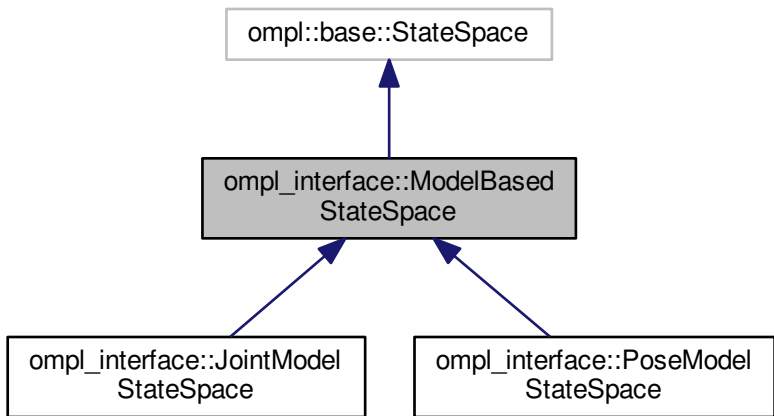 ompl::base::StateSpace
ompl_interface::ModelBased
StateSpace
ompl_interface::JointModel
StateSpace
ompl_interface::PoseModel
StateSpace